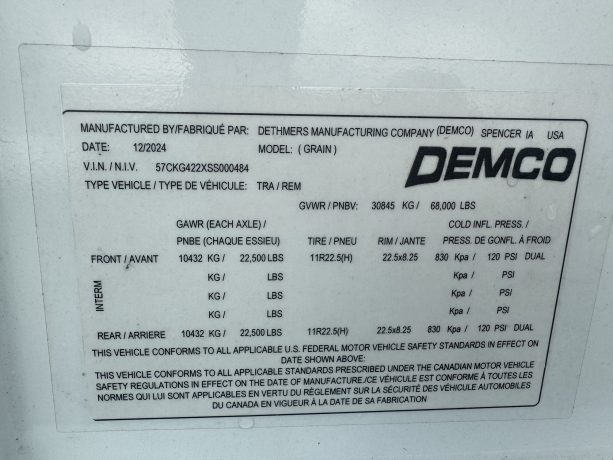 MANUFACTURED BY/FABRIQUÉ PAR: DETHMERS MANUFACTURING COMPANY (DEMCO) SPENCER IA USA
DATE: 12/2024 MODEL: ( GRAIN )
DEMCO
V.I.N. / N.I.V. 57CKG422XSS000484
TYPE VEHICLE / TYPE DE VÉHICULE: TRA / REM
GVWR / PNBV: 30845 KG / 68,000 LBS
GAWR (EACH AXLE) / COLD INFL. PRESS. /
PNBE (CHAQUE ESSIEU) TIRE / PNEU RIM / JANTE PRESS. DE GONFL. À FROID
FRONT / AVANT 10432 KG / 22,500 LBS 11R22.5(H) 22.5x8.25 830 Kpa / 120 PSI DUAL
INTERM
KG / LBS Kpa / PSI
KG / LBS Kpa / PSI
KG / LBS Kpa / PSI
REAR / ARRIERE 10432 KG / 22,500 LBS 11R22.5(H) 22.5x8.25 830 Kpa / 120 PSI DUAL
THIS VEHICLE CONFORMS TO ALL APPLICABLE U.S. FEDERAL MOTOR VEHICLE SAFETY STANDARDS IN EFFECT ON
DATE SHOWN ABOVE:
THIS VEHICLE CONFORMS TO ALL APPLICABLE STANDARDS PRESCRIBED UNDER THE CANADIAN MOTOR VEHICLE
SAFETY REGULATIONS IN EFFECT ON THE DATE OF MANUFACTURE./CE VÉHICULE EST CONFORME À TOUTES LES
NORMES QUI LUI SONT APPLICABLES EN VERTU DU RÈGLEMENT SUR LA SÉCURITÉ DES VÉHICULE AUTOMOBILES
DU CANADA EN VIGUEUR À LA DATE DE SA FABRICATION